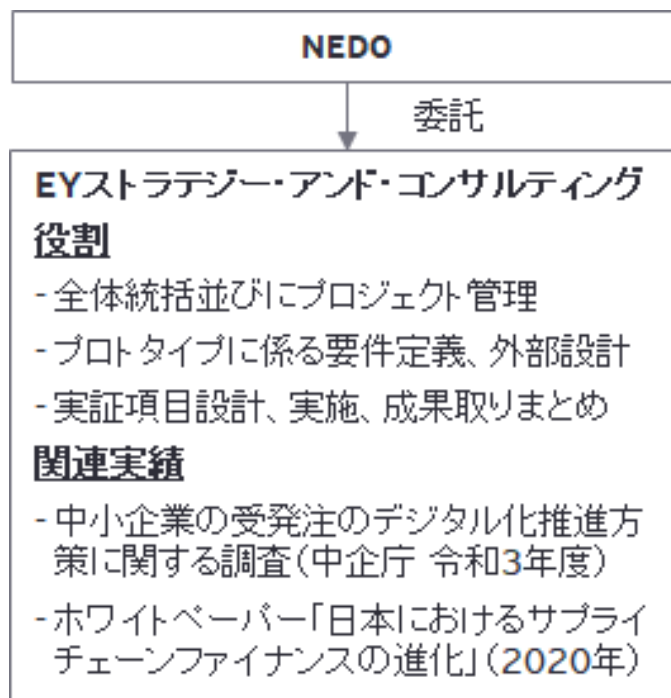 NEDO
委託
EYストラテジー・アンド・コンサルティング
役割
- 全体統括並びにプロジェクト管理
- プロトタイプに係る要件定義、外部設計
- 実証項目設計、実施、成果取りまとめ
関連実績
- 中小企業の受発注のデジタル化推進方
策に関する調査（中企庁 令和3年度）
- ホワイトペーパー「日本におけるサプライ
チェーンファイナンスの進化」（2020年）